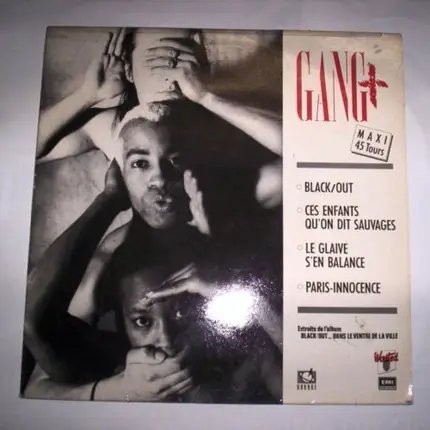 GANG+
MAXI
45 Tours
BLACK/OUT
CES ENFANTS
QU'ON DIT SAUVAGES
LE GLAIVE
S'EN BALANCE
PARIS-INNOCENCE
Extraits de l'album
BLACK/OUT... DANS LE VENTRE DE LA VILLE
EMI